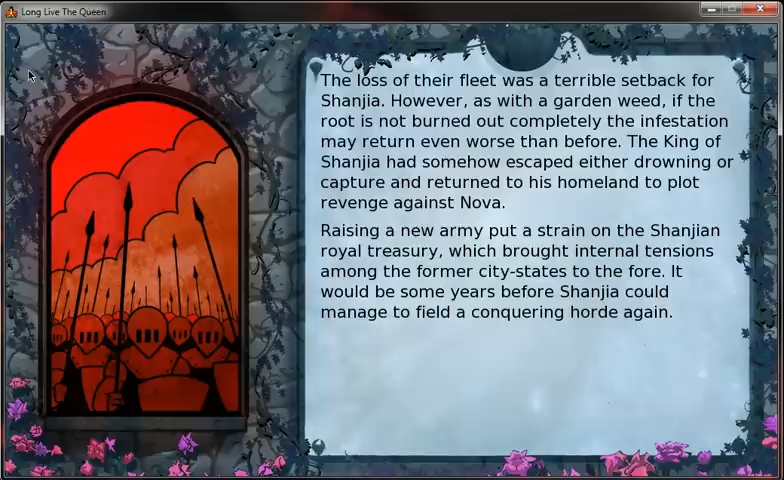 Long Live The Queen
The loss of their fleet was a terrible setback for
Shanjia. However, as with a garden weed, if the
root is not burned out completely the infestation
may return even worse than before. The King of
Shanjia had somehow escaped either drowning or
capture and returned to his homeland to plot
revenge against Nova.
Raising a new army put a strain on the Shanjian
royal treasury, which brought internal tensions
among the former city-states to the fore. It
would be some years before Shanjia could
manage to field a conquering horde again.